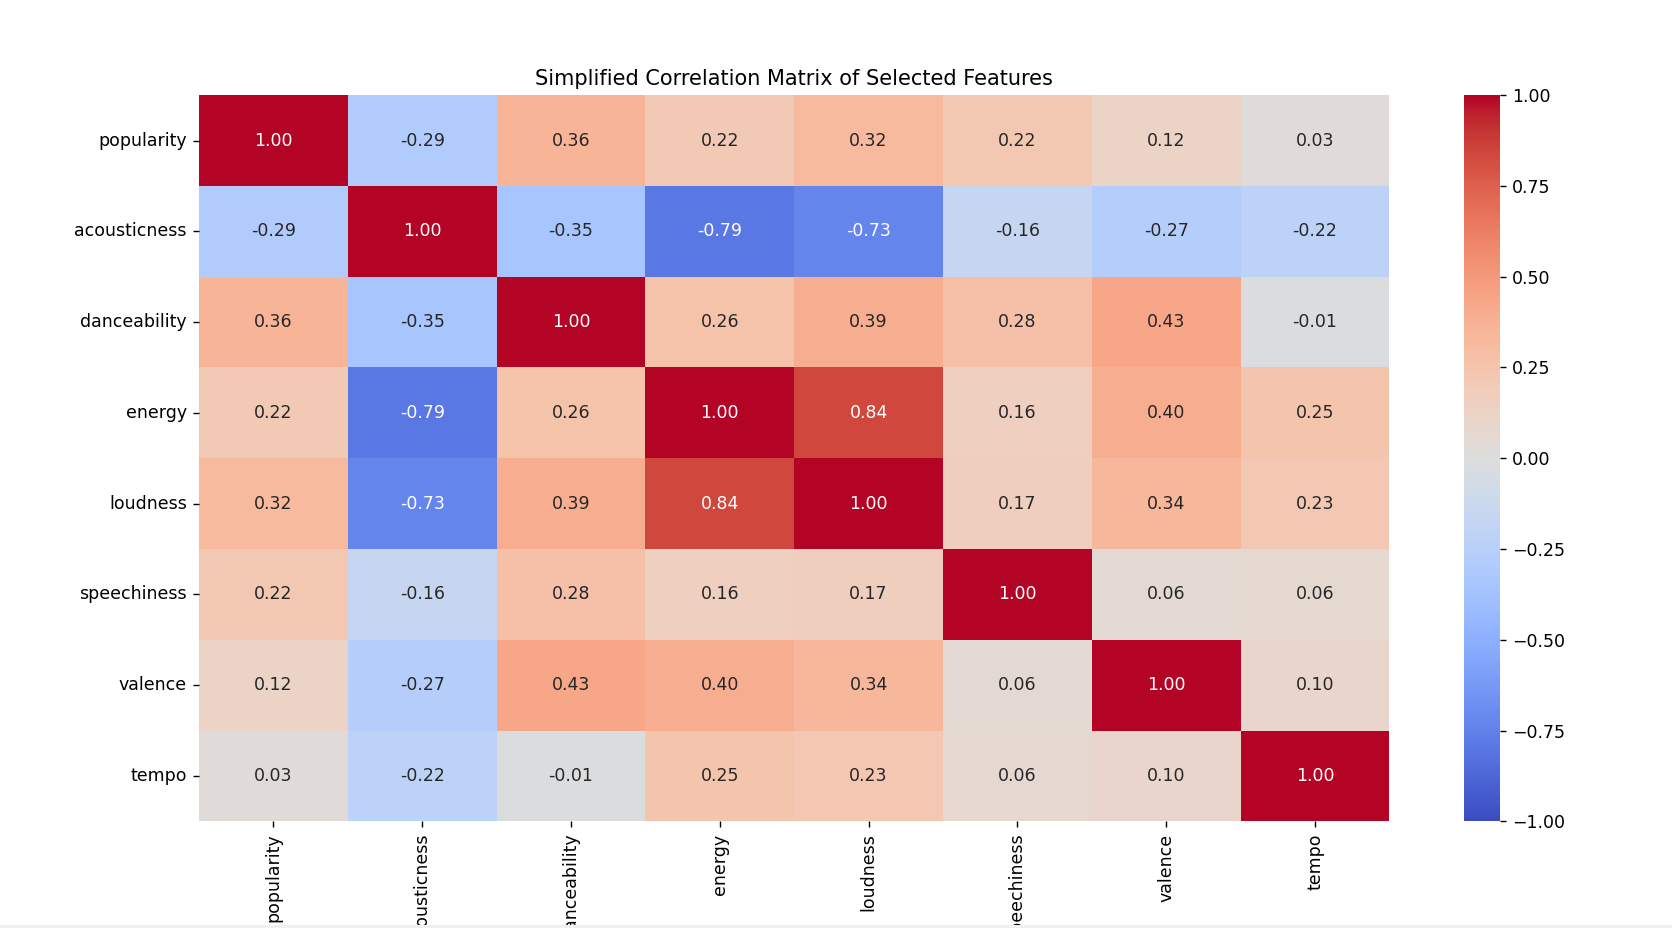 Simplified Correlation Matrix of Selected Features
popularity 1.00 -0.29 0.36 0.22 0.32 0.22 0.12 0.03
acousticness -0.29 1.00 -0.35 -0.79 -0.73 -0.16 -0.27 -0.22
danceability 0.36 -0.35 1.00 0.26 0.39 0.28 0.43 -0.01
energy 0.22 -0.79 0.26 1.00 0.84 0.16 0.40 0.25
loudness 0.32 -0.73 0.39 0.84 1.00 0.17 0.34 0.23
speechiness 0.22 -0.16 0.28 0.16 0.17 1.00 0.06 0.06
valence 0.12 -0.27 0.43 0.40 0.34 0.06 1.00 0.10
tempo 0.03 -0.22 -0.01 0.25 0.23 0.06 0.10 1.00
popularity
ousticness
anceability
energy
loudness
eechiness
valence
tempo
1.00
0.75
0.50
0.25
0.00
−0.25
−0.50
−0.75
−1.00